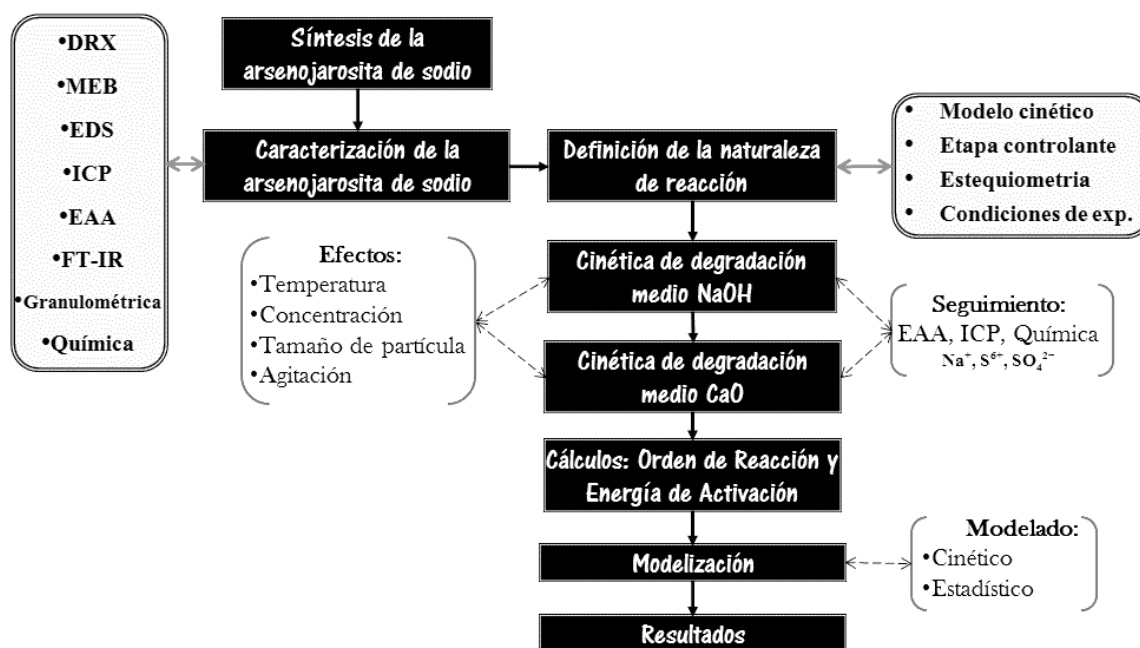 •DRX
•MEB
•EDS
•ICP
•EAA
•FT-IR
•Granulométrica
•Química
Síntesis de la
arsenojarosita de sodio
Caracterización de la
arsenojarosita de sodio
Definición de la naturaleza
de reacción
• Modelo cinético
• Etapa controlante
• Estequiometria
• Condiciones de exp.
Efectos:
•Temperatura
•Concentración
•Tamaño de partícula
•Agitación
Cinética de degradación
medio NaOH
Cinética de degradación
medio CaO
Seguimiento:
EAA, ICP, Química
Na⁺, S⁶⁺, SO₄²⁻
Cálculos: Orden de Reacción y
Energía de Activación
Modelización
Modelado:
•Cinético
•Estadístico
Resultados